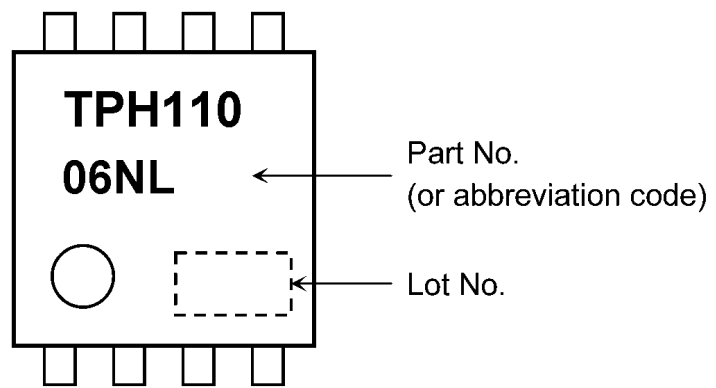 TPH110
06NL
Part No.
(or abbreviation code)
Lot No.